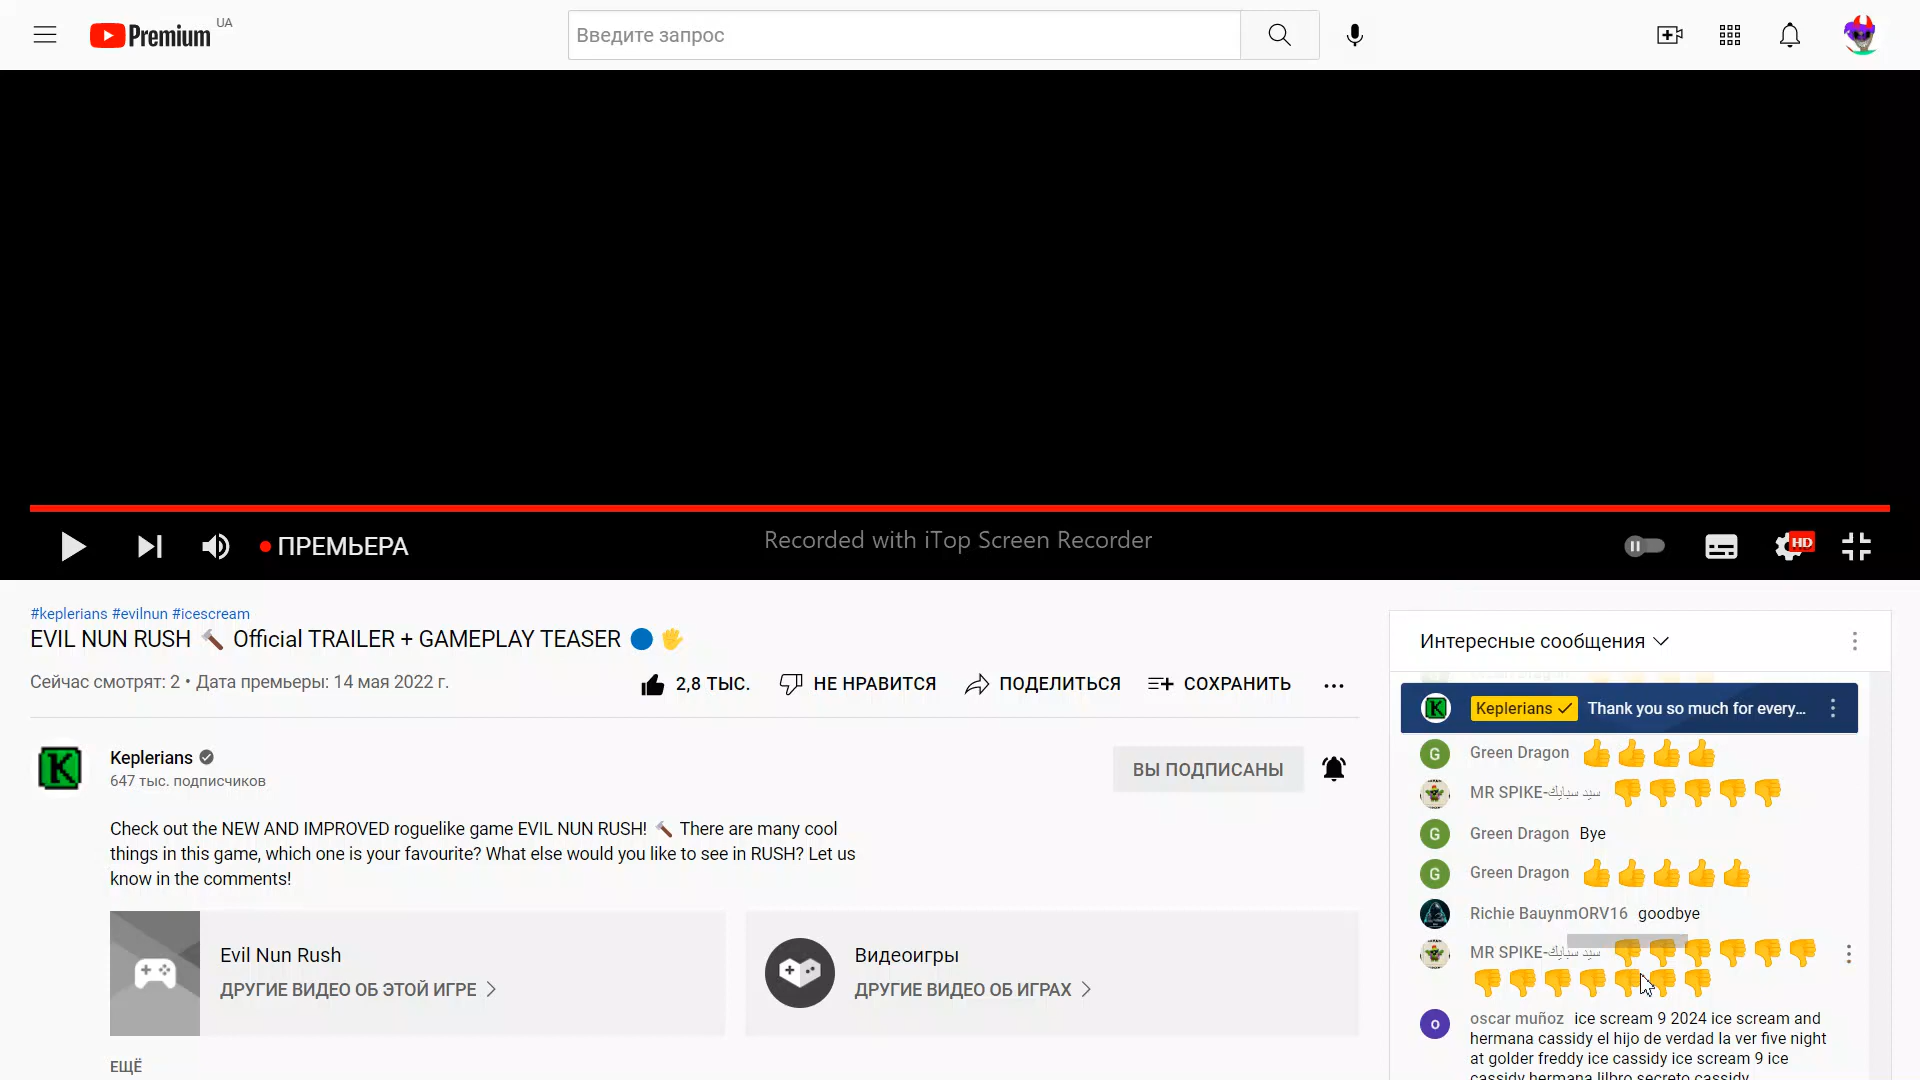 Premium UA
Введите запрос
ПРЕМЬЕРА
Recorded with iTop Screen Recorder
HD
#keplerians #evilnun #icescream
EVIL NUN RUSH 🔨 Official TRAILER + GAMEPLAY TEASER 🔵 🖐
Сейчас смотрят: 2 • Дата премьеры: 14 мая 2022 г.
2,8 ТЫС.
НЕ НРАВИТСЯ
ПОДЕЛИТЬСЯ
СОХРАНИТЬ
Keplerians
647 тыс. подписчиков
ВЫ ПОДПИСАНЫ
Check out the NEW AND IMPROVED roguelike game EVIL NUN RUSH! 🔨 There are many cool
things in this game, which one is your favourite? What else would you like to see in RUSH? Let us
know in the comments!
Evil Nun Rush
ДРУГИЕ ВИДЕО ОБ ЭТОЙ ИГРЕ
Видеоигры
ДРУГИЕ ВИДЕО ОБ ИГРАХ
ЕЩЁ
Интересные сообщения
Keplerians Thank you so much for every...
Green Dragon 👍👍👍👍
MR SPIKE-سيد سبايك 👎👎👎👎👎
Green Dragon Bye
Green Dragon 👍👍👍👍👍
Richie BauynmORV16 goodbye
MR SPIKE-سيد سبايك 👎👎👎👎👎👎
👎👎👎👎👎👎👎
oscar muñoz ice scream 9 2024 ice scream and
hermana cassidy el hijo de verdad la ver five night
at golder freddy ice cassidy ice scream 9 ice
cassidy hermana lilbro secreto cassidy